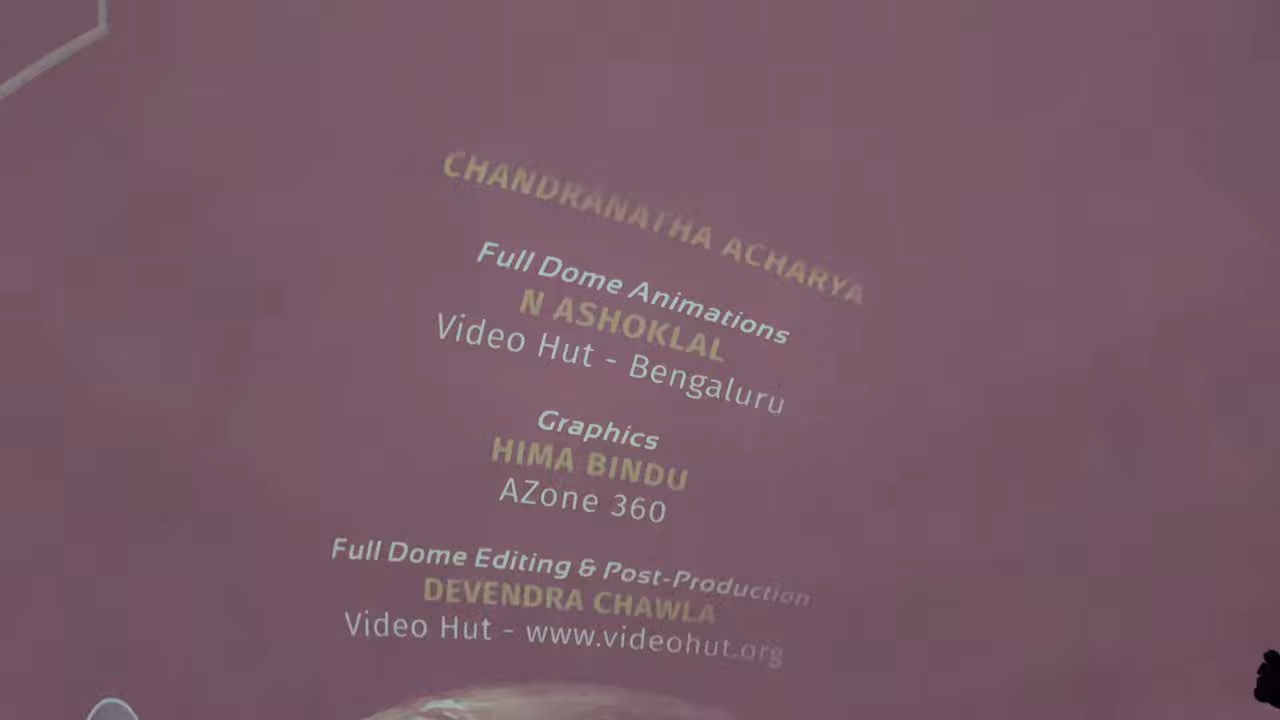 CHANDRANATHA ACHARYA
Full Dome Animations
N ASHOKLAL
Video Hut - Bengaluru
Graphics
HIMA BINDU
AZone 360
Full Dome Editing & Post-Production
DEVENDRA CHAWLA
Video Hut - www.videohut.org